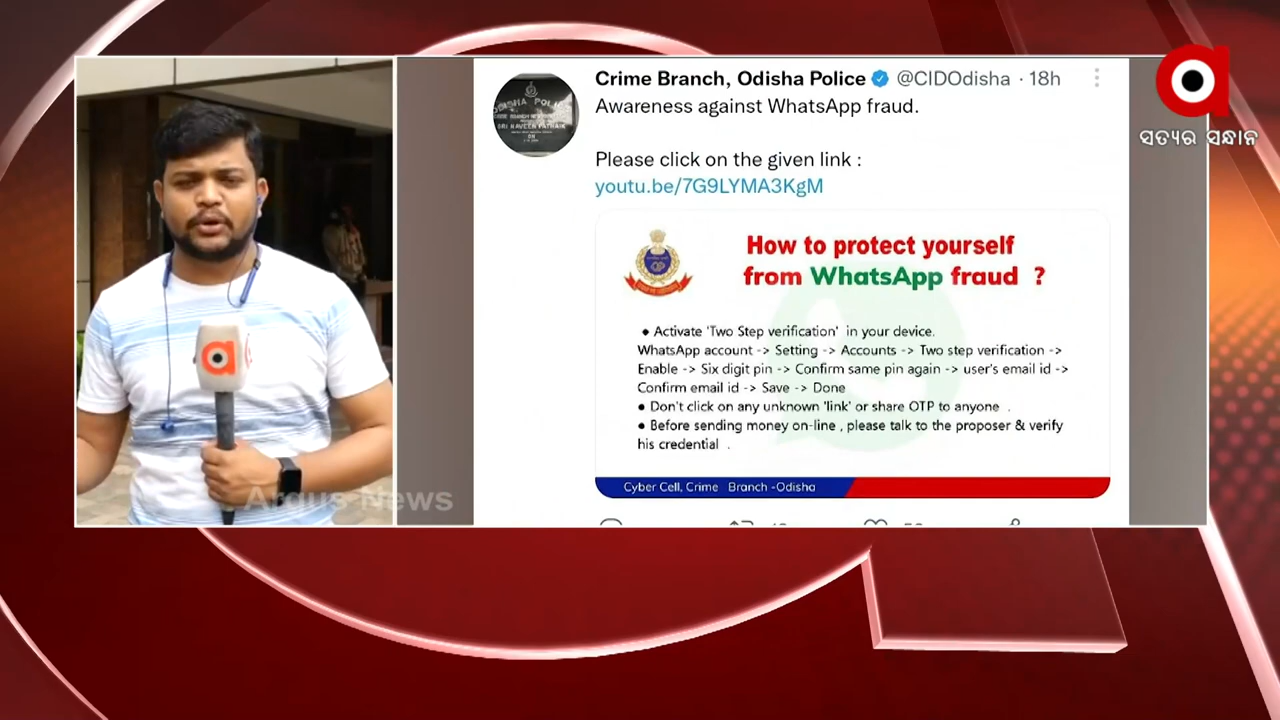 Crime Branch, Odisha Police @CIDOdisha · 18h
Awareness against WhatsApp fraud.
Please click on the given link :
youtu.be/7G9LYMA3KgM
How to protect yourself
from WhatsApp fraud ?
• Activate 'Two Step verification' in your device.
WhatsApp account -> Setting -> Accounts -> Two step verification ->
Enable -> Six digit pin -> Confirm same pin again -> user's email id ->
Confirm email id -> Save -> Done
• Don't click on any unknown 'link' or share OTP to anyone .
• Before sending money on-line , please talk to the proposer & verify
his credential .
Cyber Cell, Crime Branch -Odisha
ସତ୍ୟର ସନ୍ଧାନ
Argus News